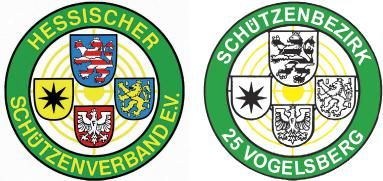 HESSISCHER
SCHÜTZENVERBAND E.V.
SCHÜTZENBEZIRK
25 VOGELSBERG